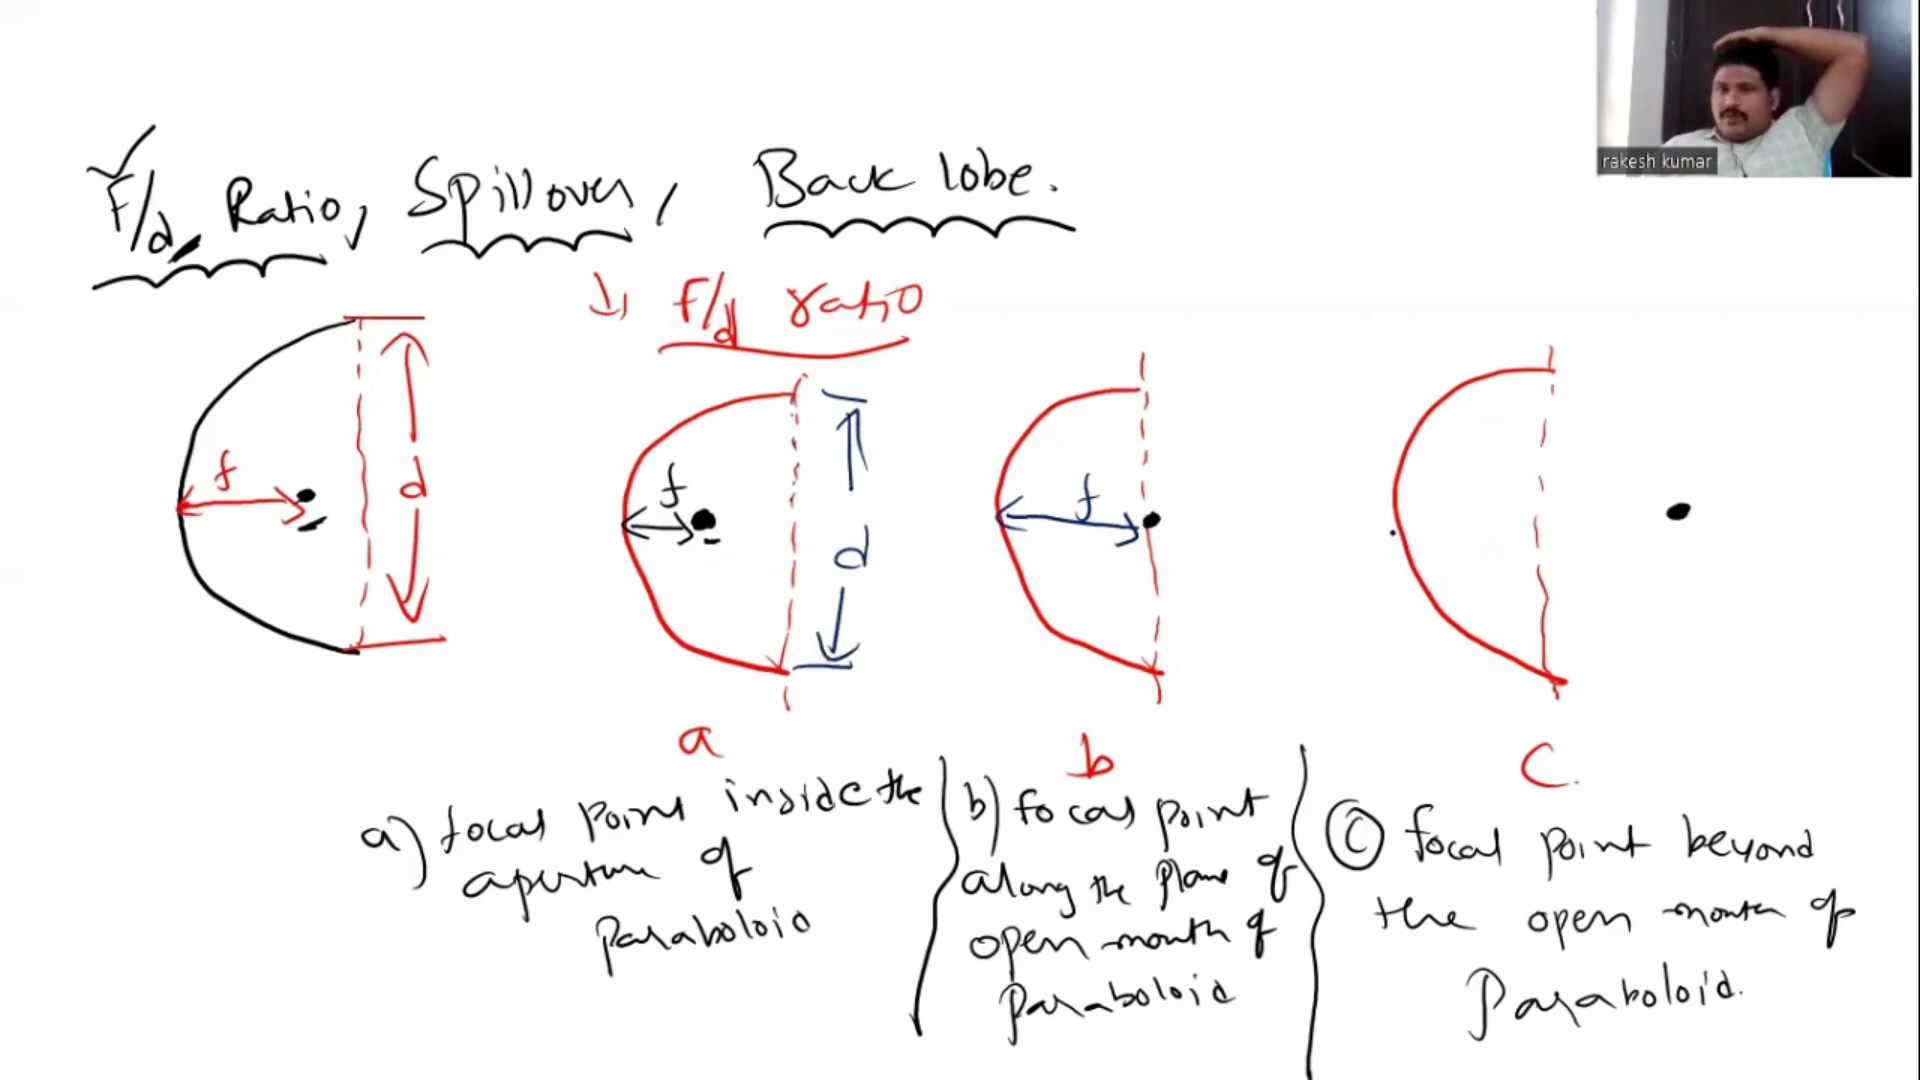 rakesh kumar
F/d Ratio, Spillover, Back lobe.
F/d ratio
f
d
f
d
f
a
b
C.
a) focal point inside the
aperture of
Paraboloid
b) focal point
along the plane of
open mouth of
Paraboloid
C focal point beyond
the open mouth of
Paraboloid.